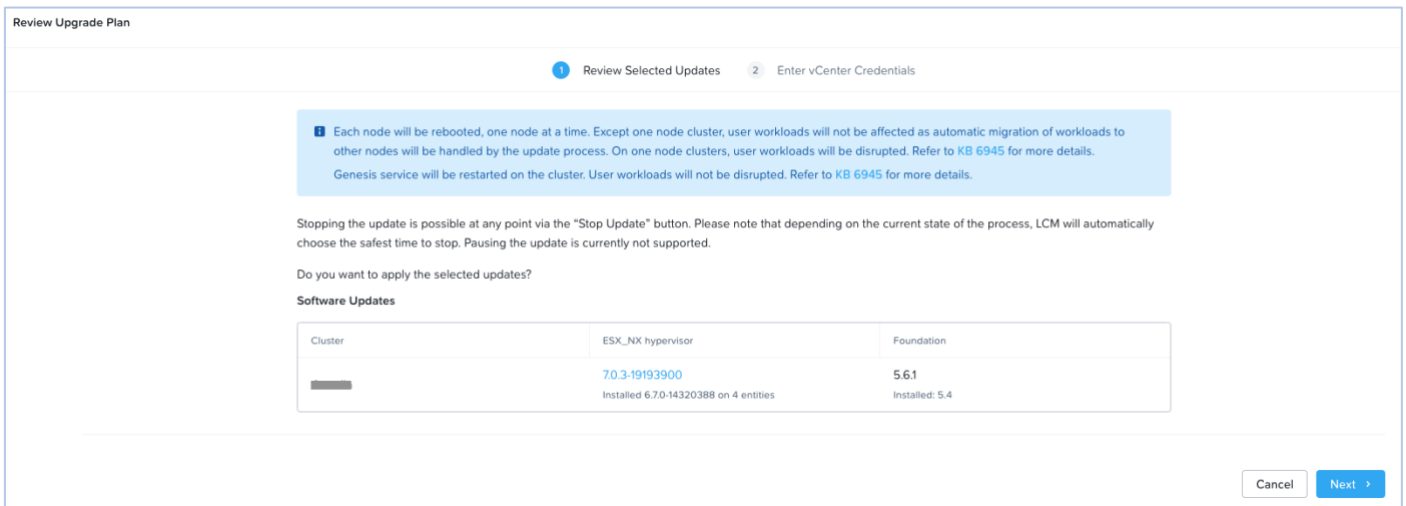 Review Upgrade Plan
1 Review Selected Updates 2 Enter vCenter Credentials
Each node will be rebooted, one node at a time. Except one node cluster, user workloads will not be affected as automatic migration of workloads to
other nodes will be handled by the update process. On one node clusters, user workloads will be disrupted. Refer to KB 6945 for more details.
Genesis service will be restarted on the cluster. User workloads will not be disrupted. Refer to KB 6945 for more details.
Stopping the update is possible at any point via the “Stop Update” button. Please note that depending on the current state of the process, LCM will automatically
choose the safest time to stop. Pausing the update is currently not supported.
Do you want to apply the selected updates?
Software Updates
Cluster ESX_NX hypervisor Foundation
7.0.3-19193900 5.6.1
Installed 6.7.0-14320388 on 4 entities Installed: 5.4
Cancel Next >